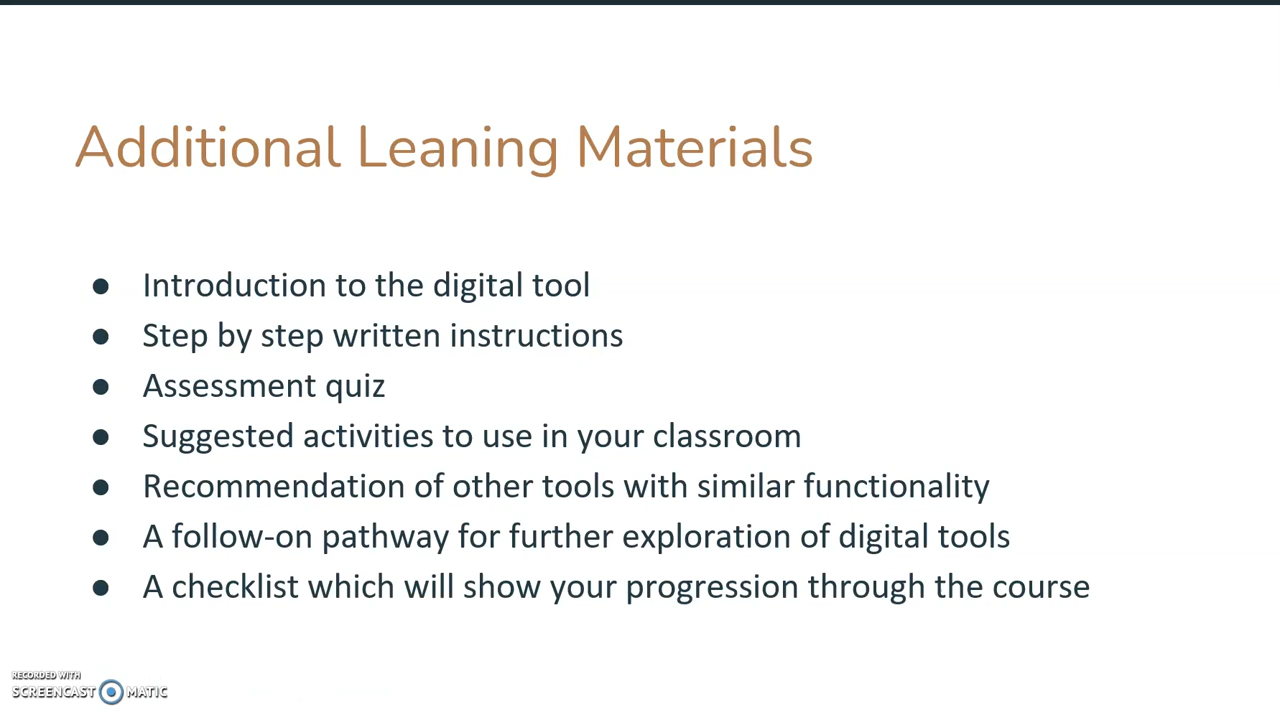 Additional Leaning Materials
● Introduction to the digital tool
● Step by step written instructions
● Assessment quiz
● Suggested activities to use in your classroom
● Recommendation of other tools with similar functionality
● A follow-on pathway for further exploration of digital tools
● A checklist which will show your progression through the course
RECORDED WITH
SCREENCAST MATIC